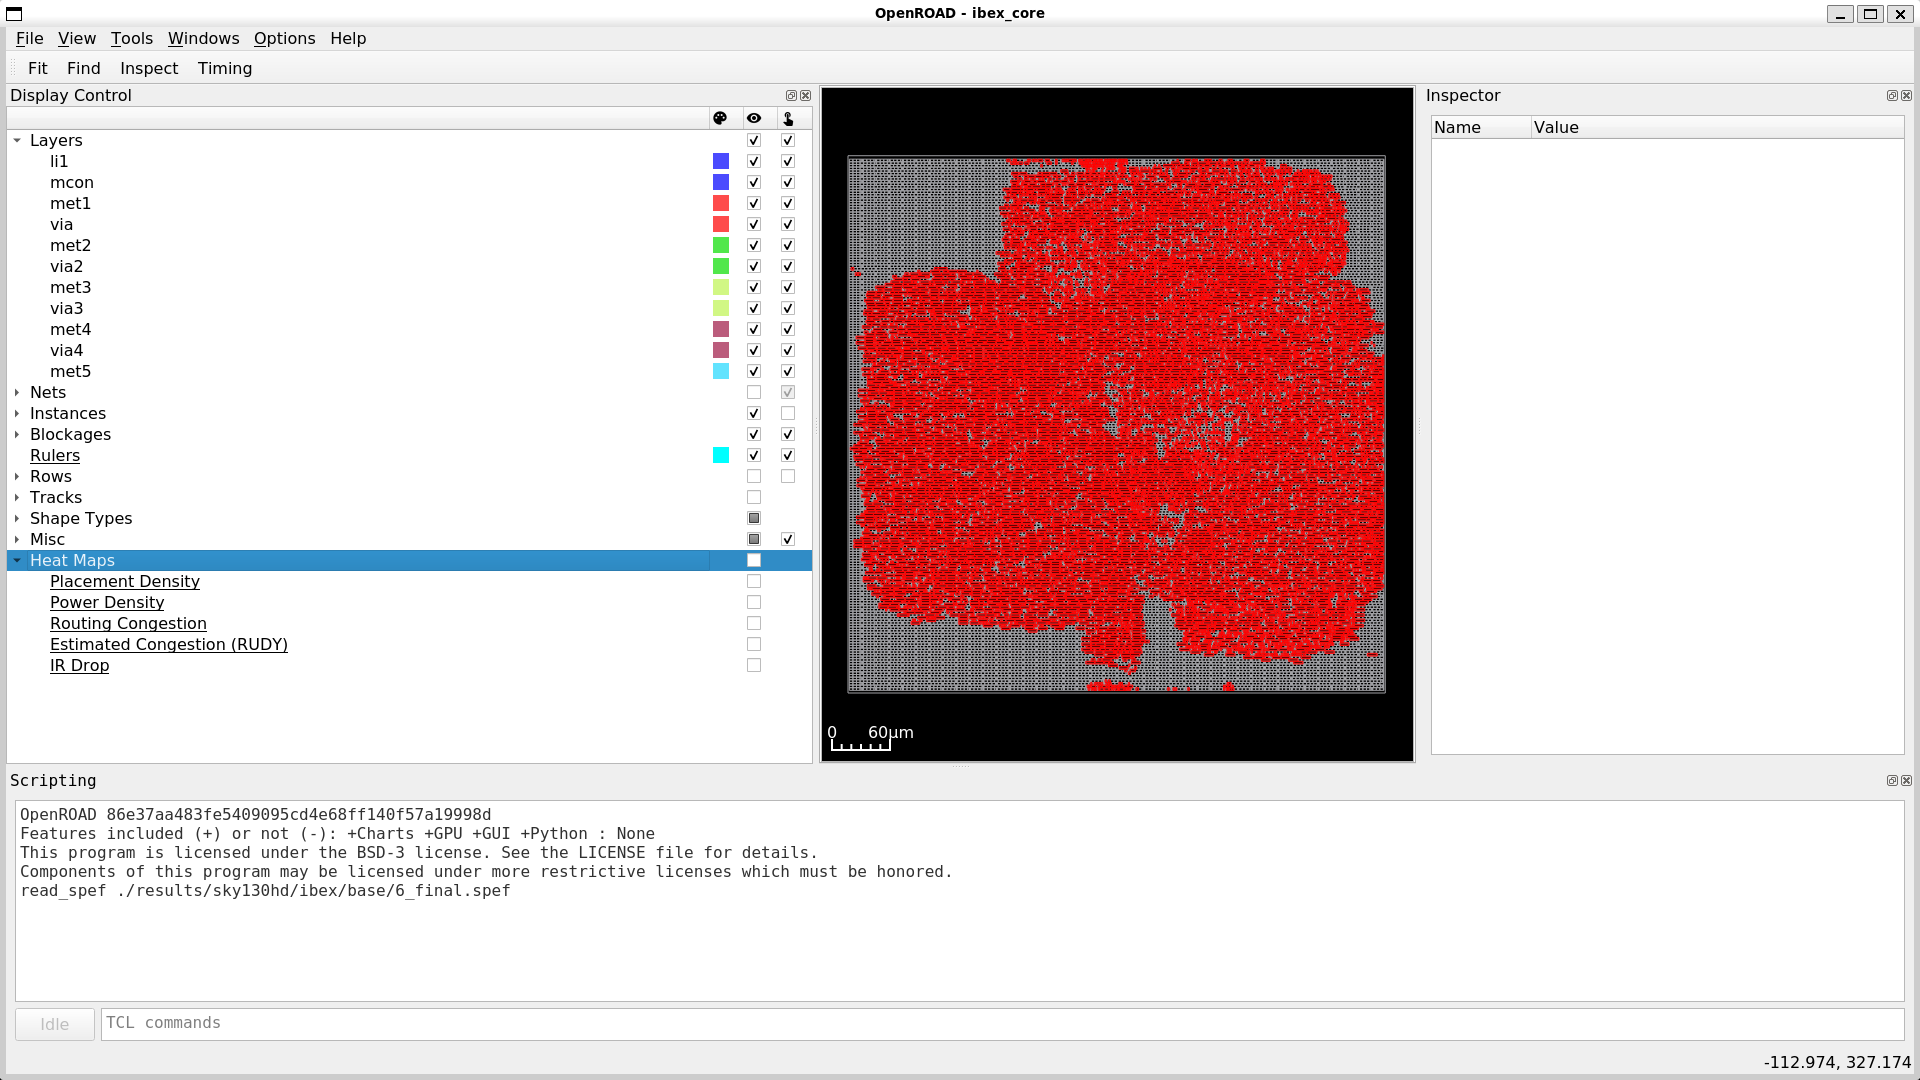 OpenROAD - ibex_core
File View Tools Windows Options Help
Fit Find Inspect Timing
Display Control
Layers
li1
mcon
met1
via
met2
via2
met3
via3
met4
via4
met5
Nets
Instances
Blockages
Rulers
Rows
Tracks
Shape Types
Misc
Heat Maps
Placement Density
Power Density
Routing Congestion
Estimated Congestion (RUDY)
IR Drop
0 60μm
Inspector
Name Value
Scripting
OpenROAD 86e37aa483fe5409095cd4e68ff140f57a19998d
Features included (+) or not (-): +Charts +GPU +GUI +Python : None
This program is licensed under the BSD-3 license. See the LICENSE file for details.
Components of this program may be licensed under more restrictive licenses which must be honored.
read_spef ./results/sky130hd/ibex/base/6_final.spef
Idle TCL commands
-112.974, 327.174